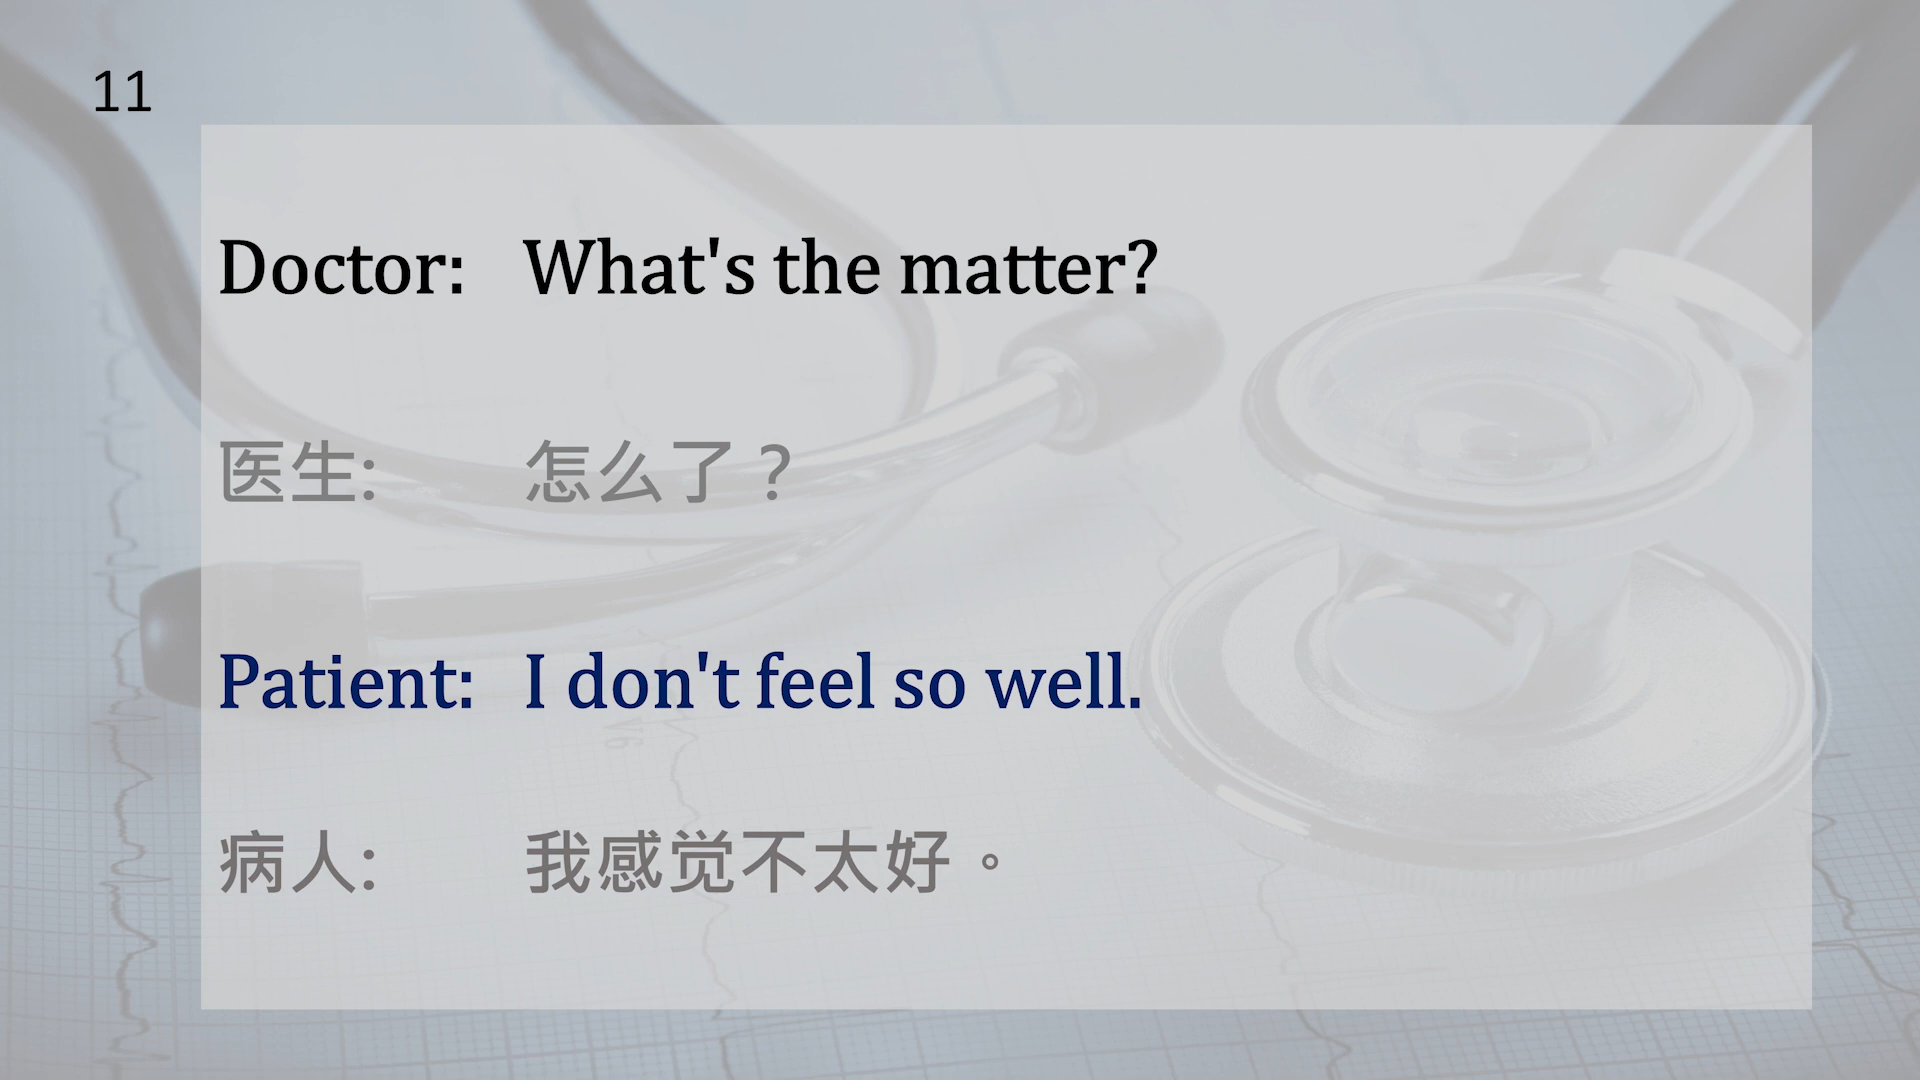 11
Doctor: What's the matter?
医生: 怎么了？
Patient: I don't feel so well.
病人: 我感觉不太好。